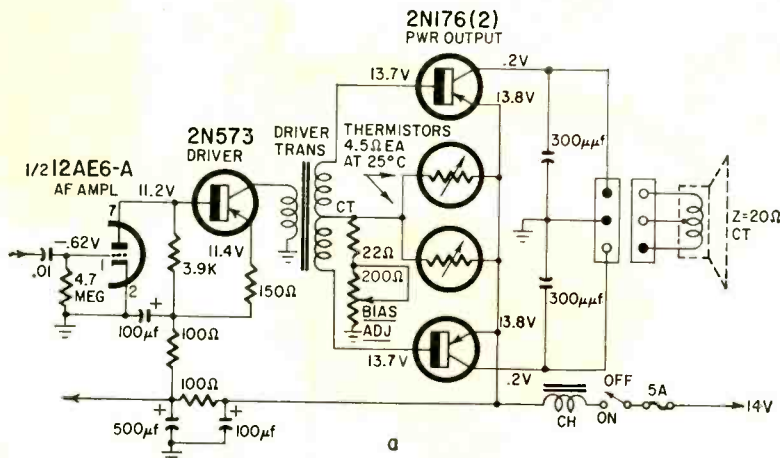 2N176(2)
PWR OUTPUT
13.7V
.2V
13.8V
2N573
DRIVER
DRIVER
TRANS
THERMISTORS
4.5Ω EA
AT 25°C
300μμf
1/2 12AE6-A
AF AMPL
11.2V
7
CT
Z=20Ω
CT
-.62V
1
11.4V
3.9K
22Ω
.01
4.7
MEG
2
150Ω
200Ω
300μμf
100μf
+
BIAS
ADJ
13.8V
100Ω
13.7V
.2V
OFF
100Ω
5A
+
+
CH
ON
14V
500μf
100μf
a